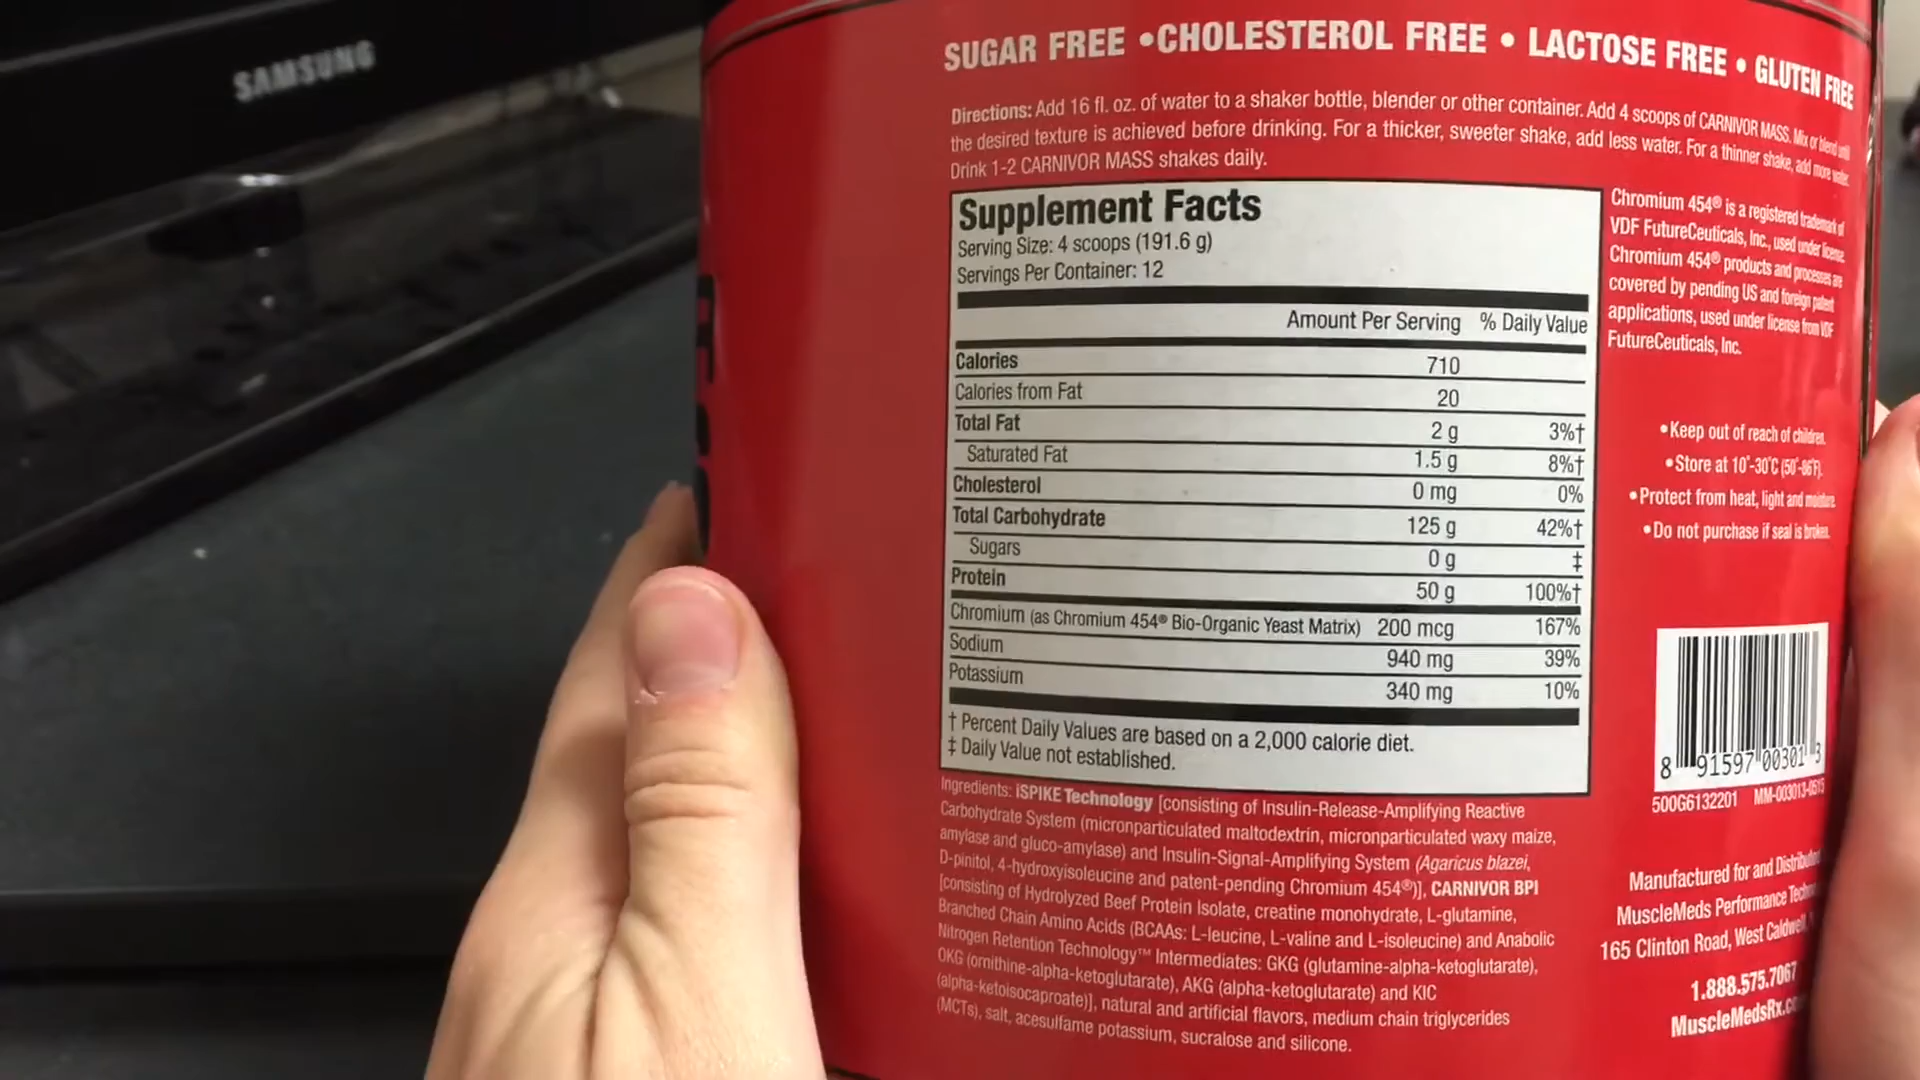 SAMSUNG
SUGAR FREE •CHOLESTEROL FREE • LACTOSE FREE • GLUTEN FREE
Directions: Add 16 fl. oz. of water to a shaker bottle, blender or other container. Add 4 scoops of CARNIVOR MASS. Mix or blend until
the desired texture is achieved before drinking. For a thicker, sweeter shake, add less water. For a thinner shake, add more water.
Drink 1-2 CARNIVOR MASS shakes daily.
Supplement Facts
Serving Size: 4 scoops (191.6 g)
Servings Per Container: 12
Amount Per Serving % Daily Value
Calories 710
Calories from Fat 20
Total Fat 2 g 3%†
Saturated Fat 1.5 g 8%†
Cholesterol 0 mg 0%
Total Carbohydrate 125 g 42%†
Sugars 0 g ‡
Protein 50 g 100%†
Chromium (as Chromium 454® Bio-Organic Yeast Matrix) 200 mcg 167%
Sodium 940 mg 39%
Potassium 340 mg 10%
† Percent Daily Values are based on a 2,000 calorie diet.
‡ Daily Value not established.
Chromium 454® is a registered trademark of
VDF FutureCeuticals, Inc., used under license.
Chromium 454® products and processes are
covered by pending US and foreign patent
applications, used under license from VDF
FutureCeuticals, Inc.
•Keep out of reach of children.
•Store at 10°-30°C (50°-86°F).
•Protect from heat, light and moisture.
•Do not purchase if seal is broken.
8 91597 00301 3
500G6132201 MM-003013-0615
Ingredients: iSPIKE Technology [consisting of Insulin-Release-Amplifying Reactive
Carbohydrate System (micronparticulated maltodextrin, micronparticulated waxy maize,
amylase and gluco-amylase) and Insulin-Signal-Amplifying System (Agaricus blazei,
D-pinitol, 4-hydroxyisoleucine and patent-pending Chromium 454®)], CARNIVOR BPI
[consisting of Hydrolyzed Beef Protein Isolate, creatine monohydrate, L-glutamine,
Branched Chain Amino Acids (BCAAs: L-leucine, L-valine and L-isoleucine) and Anabolic
Nitrogen Retention Technology™ Intermediates: GKG (glutamine-alpha-ketoglutarate),
OKG (ornithine-alpha-ketoglutarate), AKG (alpha-ketoglutarate) and KIC
(alpha-ketoisocaproate)], natural and artificial flavors, medium chain triglycerides
(MCTs), salt, acesulfame potassium, sucralose and silicone.
Manufactured for and Distribu
MuscleMeds Performance Techn
165 Clinton Road, West Caldwell,
1.888.575.7067
MuscleMedsRx.c